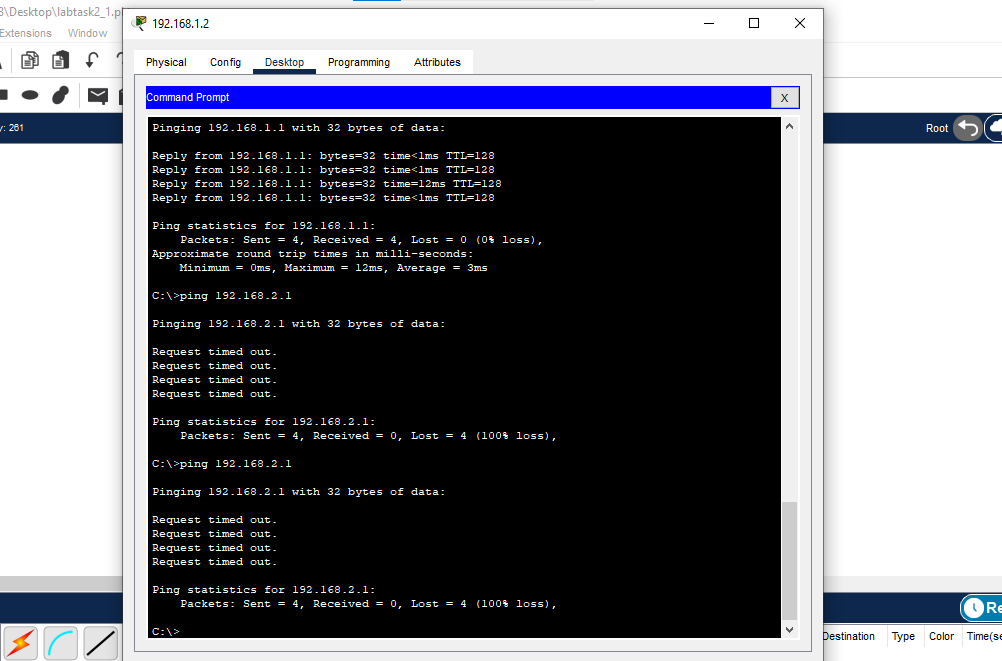 8\Desktop\labtask2_1.p
192.168.1.2
Extensions Window
Physical Config Desktop Programming Attributes
Command Prompt X
y: 261
Root
Pinging 192.168.1.1 with 32 bytes of data:
Reply from 192.168.1.1: bytes=32 time<1ms TTL=128
Reply from 192.168.1.1: bytes=32 time<1ms TTL=128
Reply from 192.168.1.1: bytes=32 time=12ms TTL=128
Reply from 192.168.1.1: bytes=32 time<1ms TTL=128
Ping statistics for 192.168.1.1:
Packets: Sent = 4, Received = 4, Lost = 0 (0% loss),
Approximate round trip times in milli-seconds:
Minimum = 0ms, Maximum = 12ms, Average = 3ms
C:\>ping 192.168.2.1
Pinging 192.168.2.1 with 32 bytes of data:
Request timed out.
Request timed out.
Request timed out.
Request timed out.
Ping statistics for 192.168.2.1:
Packets: Sent = 4, Received = 0, Lost = 4 (100% loss),
C:\>ping 192.168.2.1
Pinging 192.168.2.1 with 32 bytes of data:
Request timed out.
Request timed out.
Request timed out.
Request timed out.
Ping statistics for 192.168.2.1:
Packets: Sent = 4, Received = 0, Lost = 4 (100% loss),
C:\>
Re
Destination Type Color Time(se